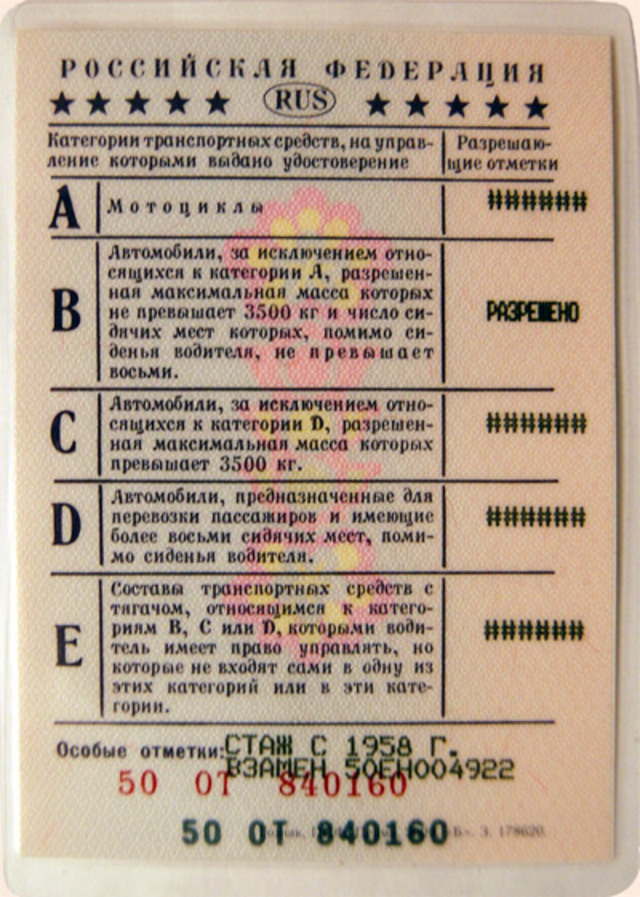 РОССИЙСКАЯ ФЕДЕРАЦИЯ
★★★★★ RUS ★★★★★
Категории транспортных средств, на управ-
ление которыми выдано удостоверение
Разрешаю-
щие отметки
A Мотоциклы #######
B
Автомобили, за исключением отно-
сящихся к категории A, разрешен-
ная максимальная масса которых
не превышает 3500 кг и число си-
дячих мест которых, помимо си-
денья водителя, не превышает
восьми.
РАЗРЕШЕНО
C
Автомобили, за исключением отно-
сящихся к категории D, разрешен-
ная максимальная масса которых
превышает 3500 кг.
#######
D
Автомобили, предназначенные для
перевозки пассажиров и имеющие
более восьми сидячих мест, поми-
мо сиденья водителя.
#######
E
Составы транспортных средств с
тягачом, относящимся к катего-
риям B, C или D, которыми води-
тель имеет право управлять, но
которые не входят сами в одну из
этих категорий или в эти кате-
гории.
#######
Особые отметки: СТАЖ С 1958 Г.
ВЗАМЕН 50ЕН004922
50 ОТ 840160
50 ОТ 840160
З. 178620